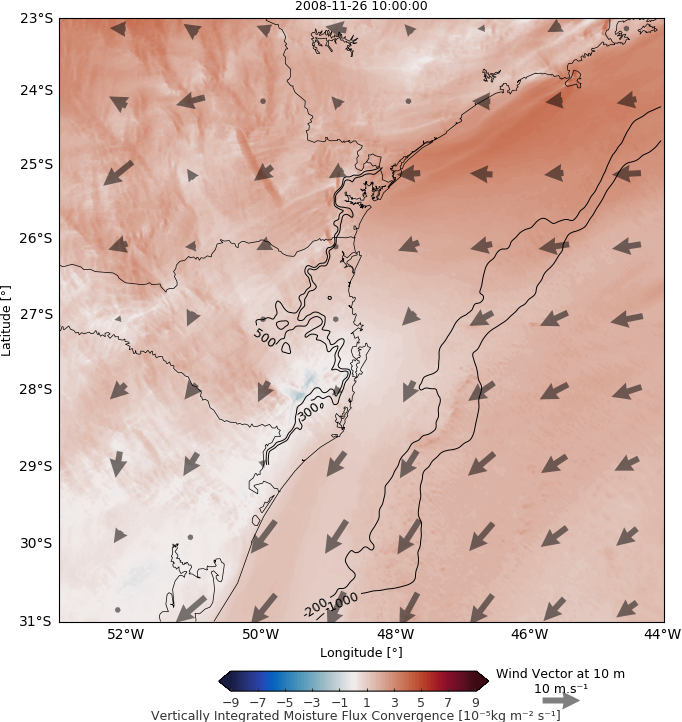 2008-11-26 10:00:00
23°S
24°S
25°S
26°S
27°S
28°S
29°S
30°S
31°S
Latitude [°]
500
300
-200
-1000
52°W
50°W
48°W
46°W
44°W
Longitude [°]
−9
−7
−5
−3
−1
1
3
5
7
9
Wind Vector at 10 m
10 m.s⁻¹
Vertically Integrated Moisture Flux Convergence [10⁻⁵kg m⁻² s⁻¹]